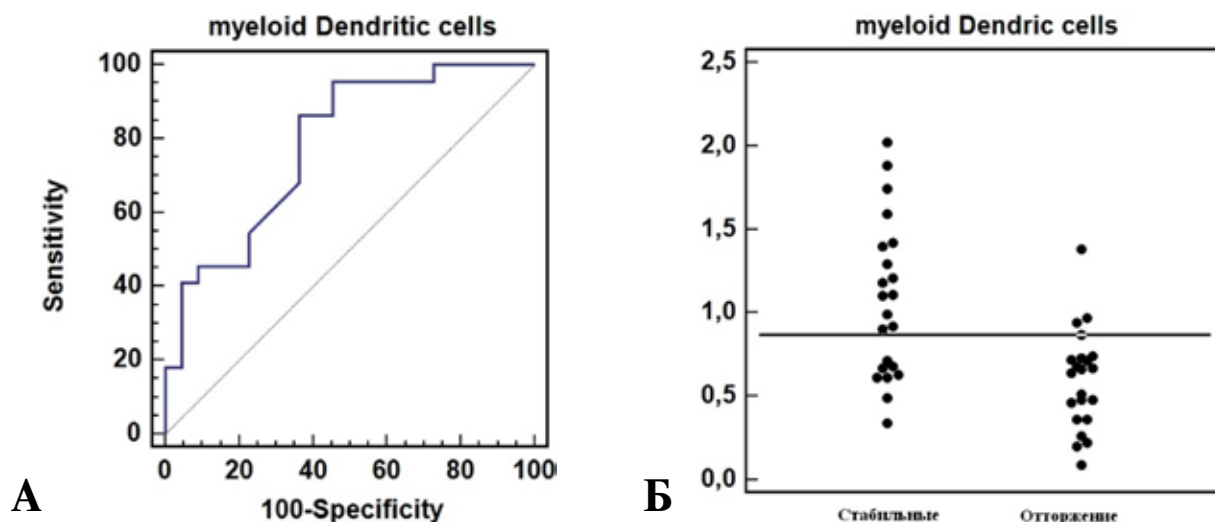 myeloid Dendritic cells
100
80
60
40
20
0
Sensitivity
0 20 40 60 80 100
100-Specificity
А
myeloid Dendric cells
2,5
2,0
1,5
1,0
0,5
0,0
Стабильные Отторжение
Б